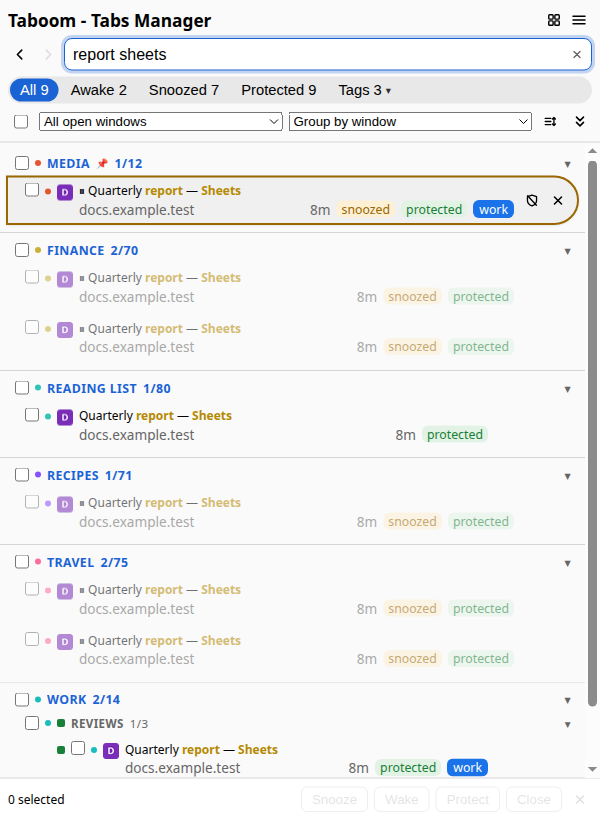 Taboom - Tabs Manager
report sheets
All 9 Awake 2 Snoozed 7 Protected 9 Tags 3
All open windows Group by window
MEDIA 1/12
D Quarterly report — Sheets
docs.example.test 8m snoozed protected work
FINANCE 2/70
D Quarterly report — Sheets
docs.example.test 8m snoozed protected
D Quarterly report — Sheets
docs.example.test 8m snoozed protected
READING LIST 1/80
D Quarterly report — Sheets
docs.example.test 8m protected
RECIPES 1/71
D Quarterly report — Sheets
docs.example.test 8m snoozed protected
TRAVEL 2/75
D Quarterly report — Sheets
docs.example.test 8m snoozed protected
D Quarterly report — Sheets
docs.example.test 8m snoozed protected
WORK 2/14
REVIEWS 1/3
D Quarterly report — Sheets
docs.example.test 8m protected work
0 selected Snooze Wake Protect Close